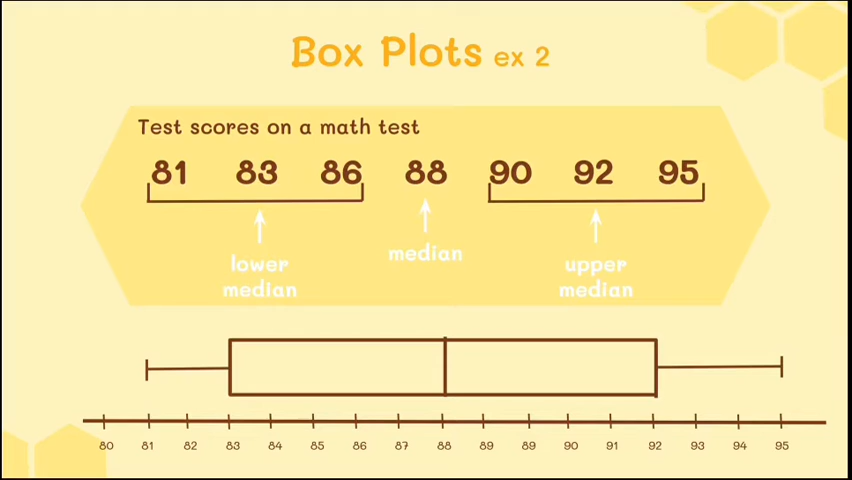 Box Plots ex 2
Test scores on a math test
81 83 86 88 90 92 95
lower median
median
upper median
80 81 82 83 84 85 86 87 88 89 89 90 91 92 93 94 95